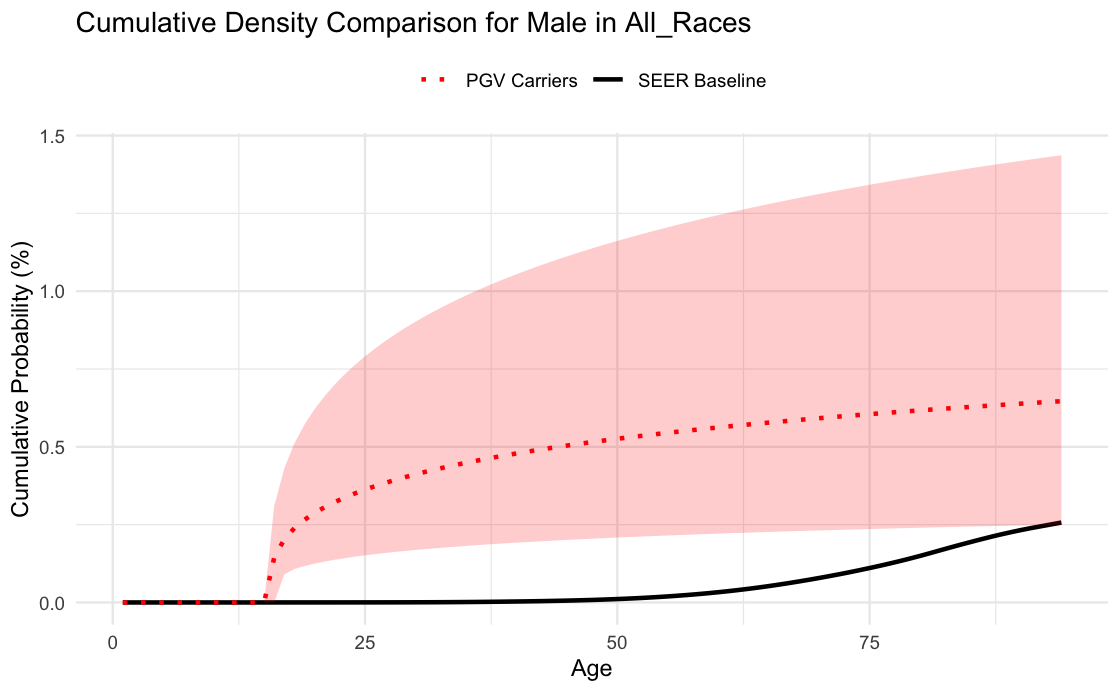 Cumulative Density Comparison for Male in All_Races
PGV Carriers SEER Baseline
Cumulative Probability (%)
1.5
1.0
0.5
0.0
0 25 50 75
Age